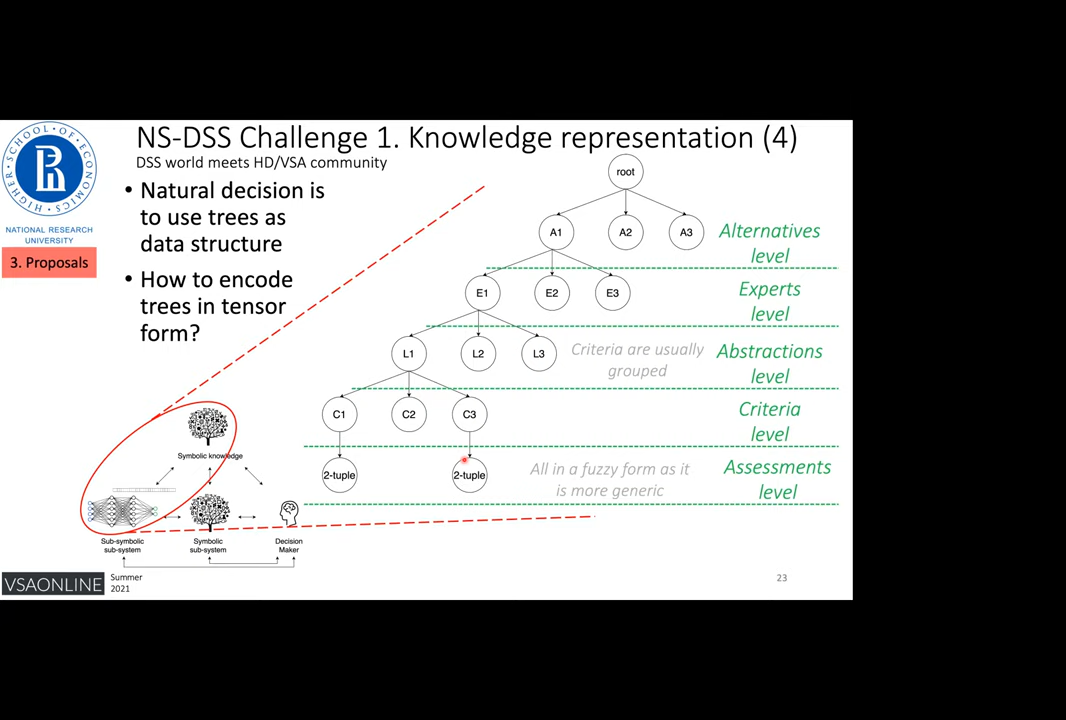 NS-DSS Challenge 1. Knowledge representation (4)
DSS world meets HD/VSA community
HIGHER SCHOOL OF ECONOMICS
NATIONAL RESEARCH
UNIVERSITY
3. Proposals
• Natural decision is
to use trees as
data structure
• How to encode
trees in tensor
form?
root
A1 A2 A3
Alternatives
level
E1 E2 E3
Experts
level
L1 L2 L3
Criteria are usually
grouped
Abstractions
level
C1 C2 C3
Criteria
level
2-tuple 2-tuple
All in a fuzzy form as it
is more generic
Assessments
level
Symbolic knowledge
Sub-symbolic
sub-system
Symbolic
sub-system
Decision
Maker
VSAONLINE
Summer
2021
23